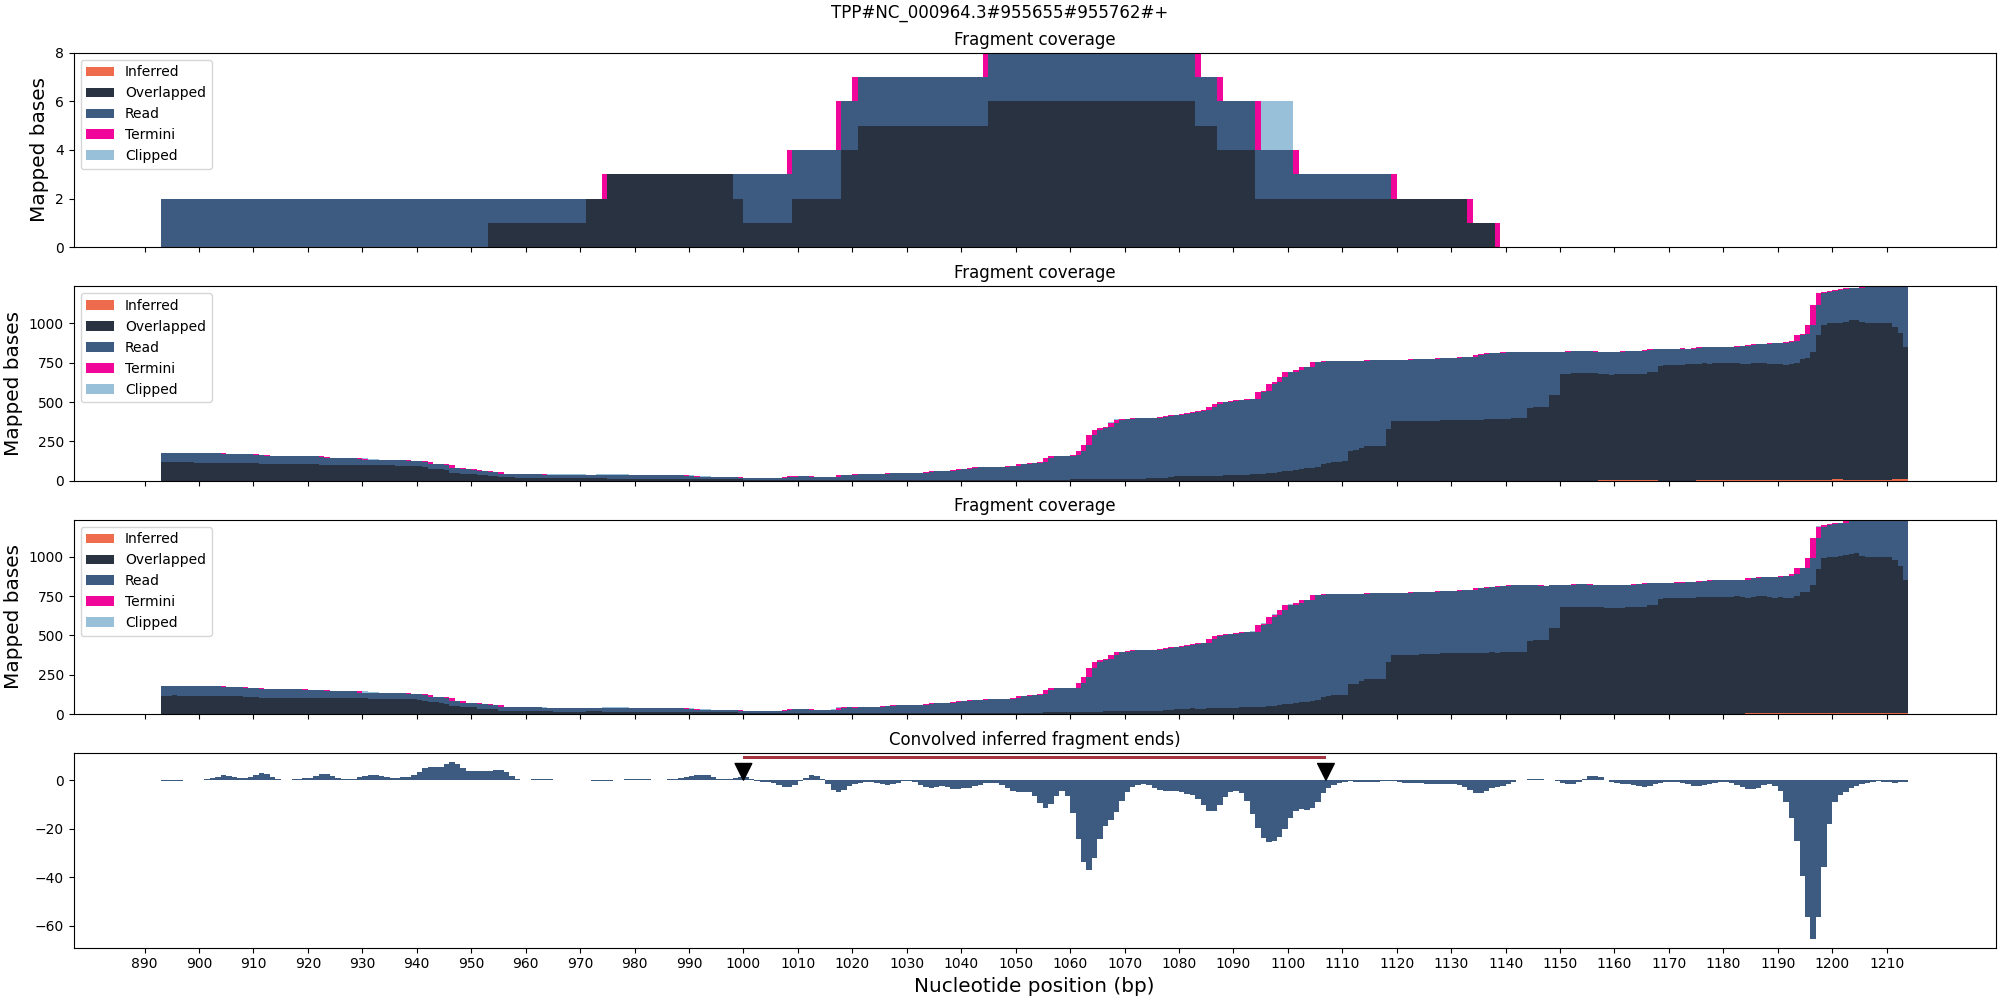 TPP#NC_000964.3#955655#955762#+
Fragment coverage
Mapped bases
8
6
4
2
0
Inferred
Overlapped
Read
Termini
Clipped
Fragment coverage
Mapped bases
1000
750
500
250
0
Inferred
Overlapped
Read
Termini
Clipped
Fragment coverage
Mapped bases
1000
750
500
250
0
Inferred
Overlapped
Read
Termini
Clipped
Convolved inferred fragment ends)
0
−20
−40
−60
890 900 910 920 930 940 950 960 970 980 990 1000 1010 1020 1030 1040 1050 1060 1070 1080 1090 1100 1110 1120 1130 1140 1150 1160 1170 1180 1190 1200 1210
Nucleotide position (bp)